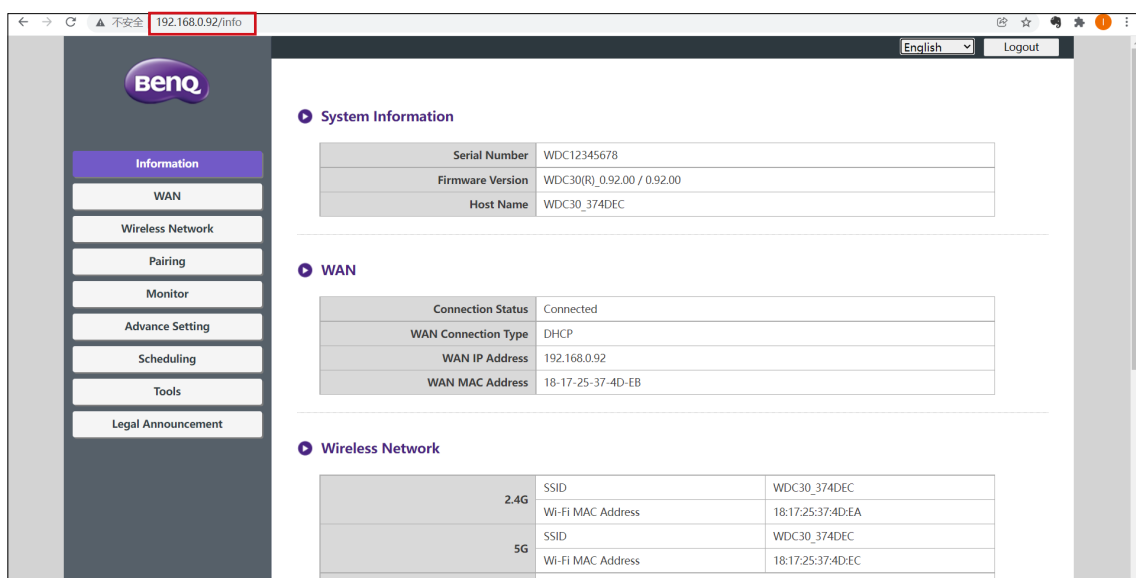 不安全 192.168.0.92/info
I
English Logout
BenQ
System Information
Information
WAN
Wireless Network
Pairing
Monitor
Advance Setting
Scheduling
Tools
Legal Announcement
Serial Number WDC12345678
Firmware Version WDC30(R)_0.92.00 / 0.92.00
Host Name WDC30_374DEC
WAN
Connection Status Connected
WAN Connection Type DHCP
WAN IP Address 192.168.0.92
WAN MAC Address 18-17-25-37-4D-EB
Wireless Network
2.4G
SSID WDC30_374DEC
Wi-Fi MAC Address 18:17:25:37:4D:EA
5G
SSID WDC30_374DEC
Wi-Fi MAC Address 18:17:25:37:4D:EC